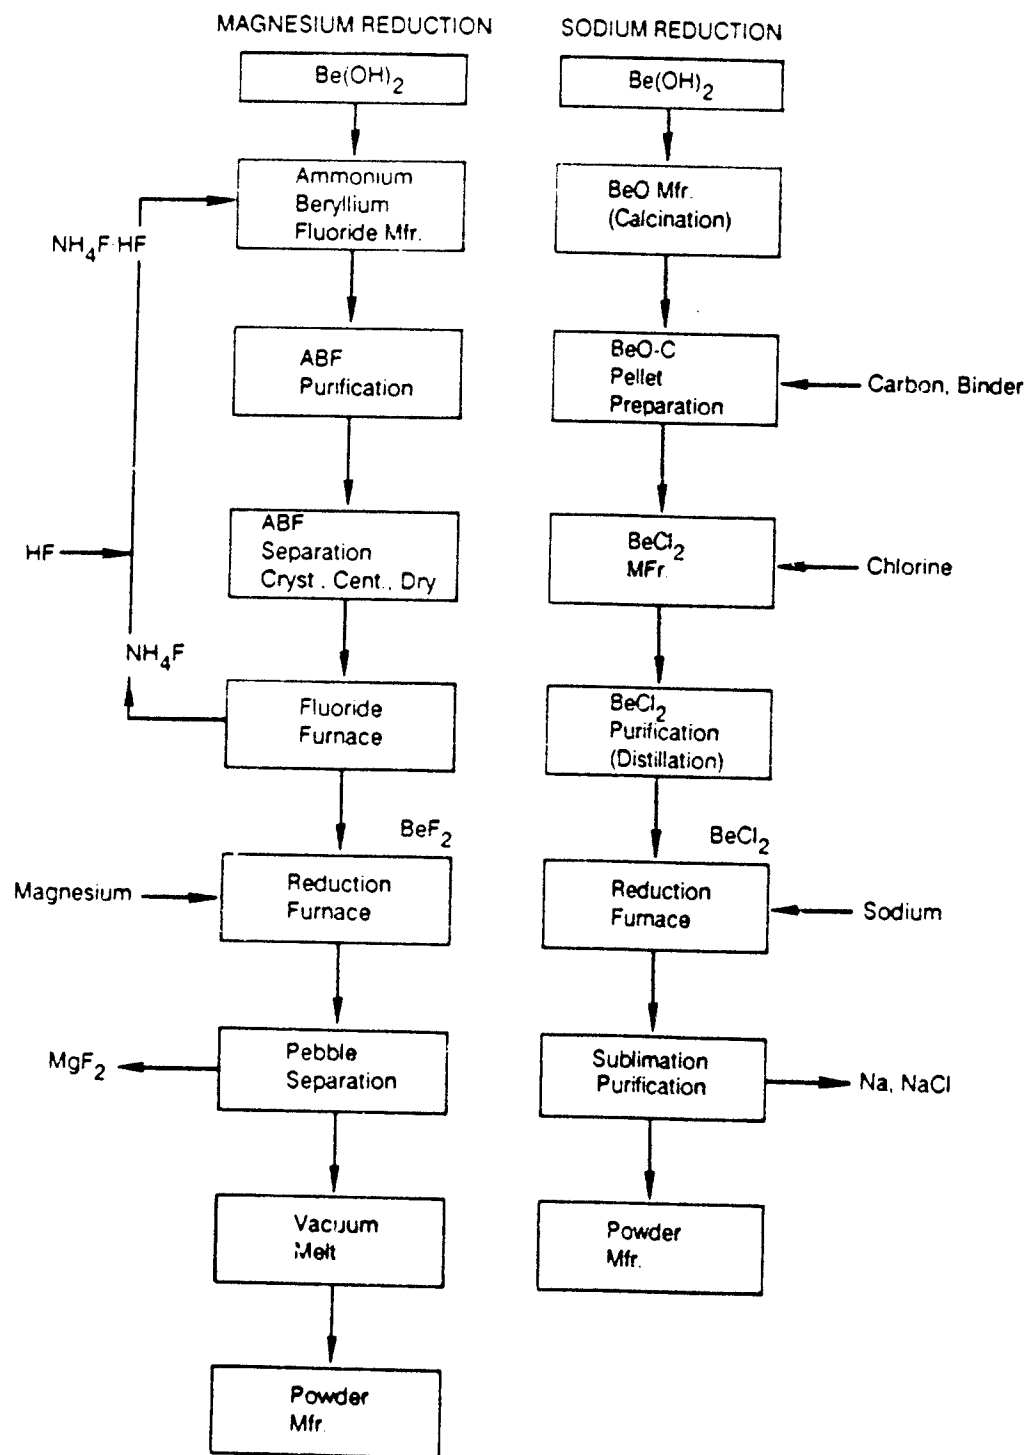 MAGNESIUM REDUCTION
Be(OH)2
Ammonium
Beryllium
Fluoride Mfr.
NH4F·HF
ABF
Purification
ABF
Separation
Cryst., Cent., Dry
HF
NH4F
Fluoride
Furnace
BeF2
Magnesium
Reduction
Furnace
MgF2
Pebble
Separation
Vacuum
Melt
Powder
Mfr.
SODIUM REDUCTION
Be(OH)2
BeO Mfr.
(Calcination)
BeO-C
Pellet
Preparation
Carbon, Binder
BeCl2
MFr.
Chlorine
BeCl2
Purification
(Distillation)
BeCl2
Reduction
Furnace
Sodium
Sublimation
Purification
Na, NaCl
Powder
Mfr.